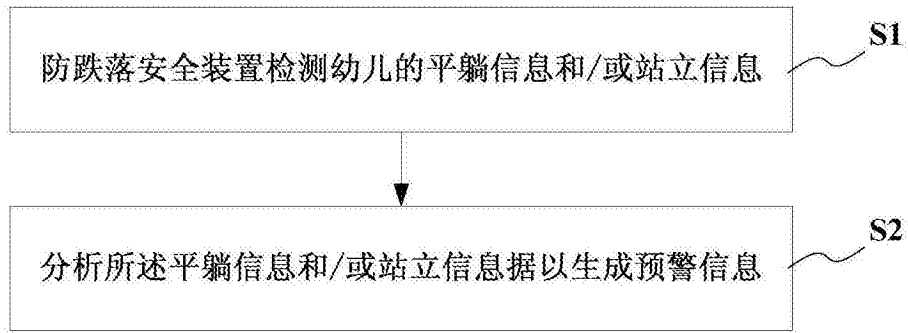 防跌落安全装置检测幼儿的平躺信息和/或站立信息
S1
分析所述平躺信息和/或站立信息据以生成预警信息
S2